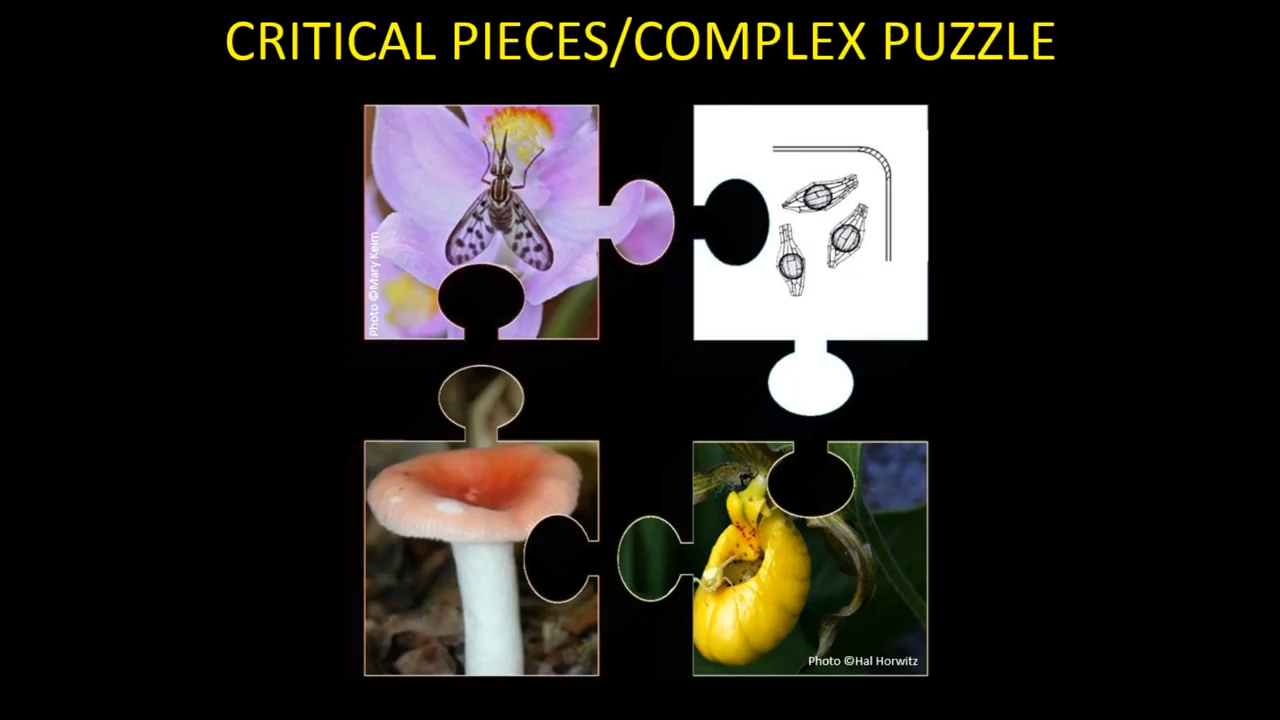 CRITICAL PIECES/COMPLEX PUZZLE
Photo ©Mary Keim
Photo ©Hal Horwitz